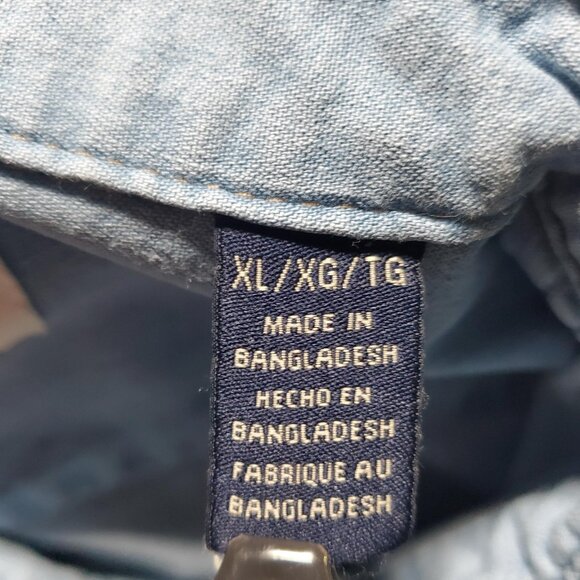 XL/XG/TG
MADE IN
BANGLADESH
HECHO EN
BANGLADESH
FABRIQUE AU
BANGLADESH